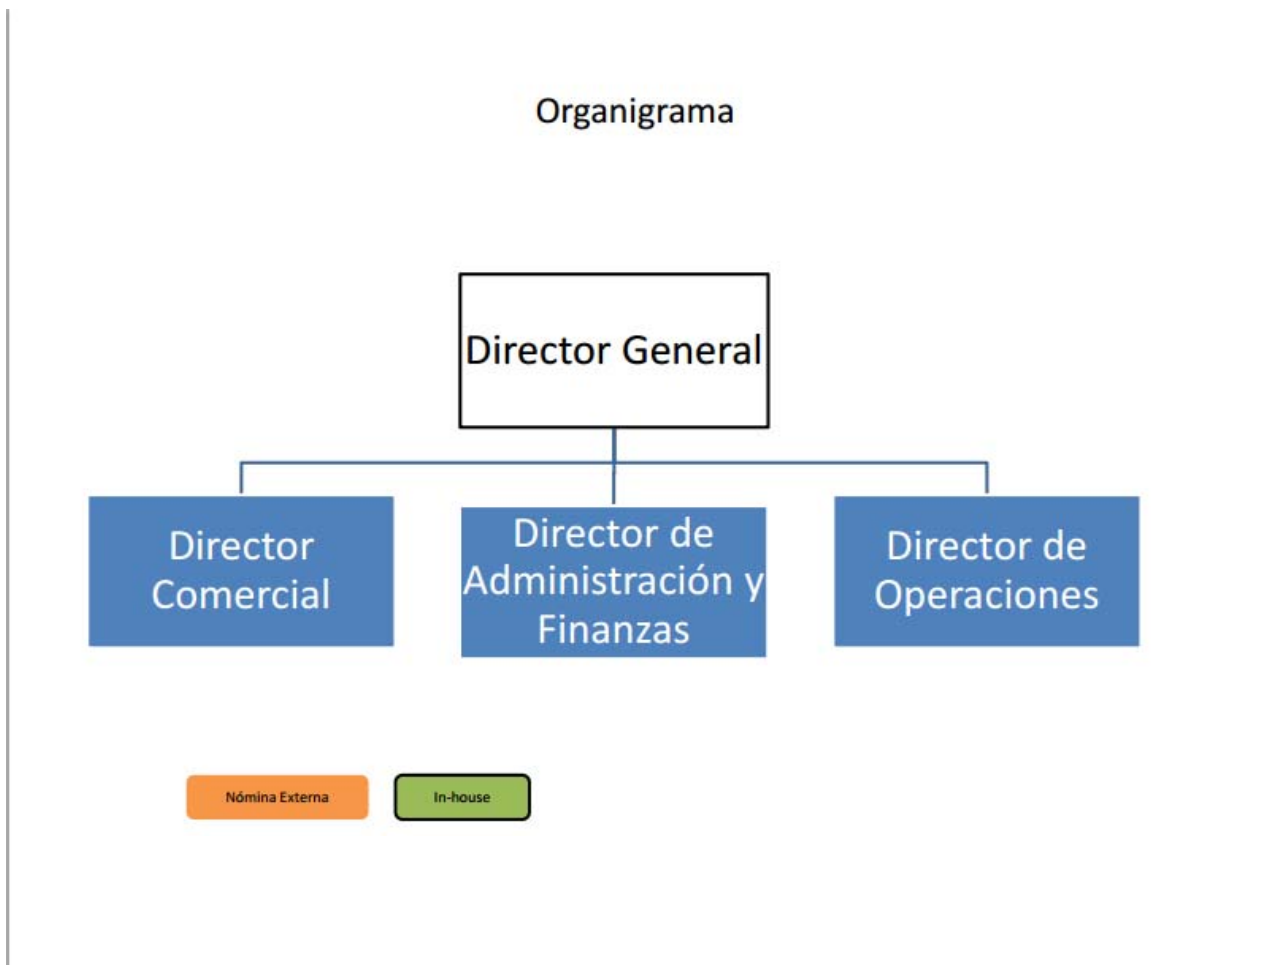 Organigrama
Director General
Director
Comercial
Director de
Administración y
Finanzas
Director de
Operaciones
Nómina Externa
In-house